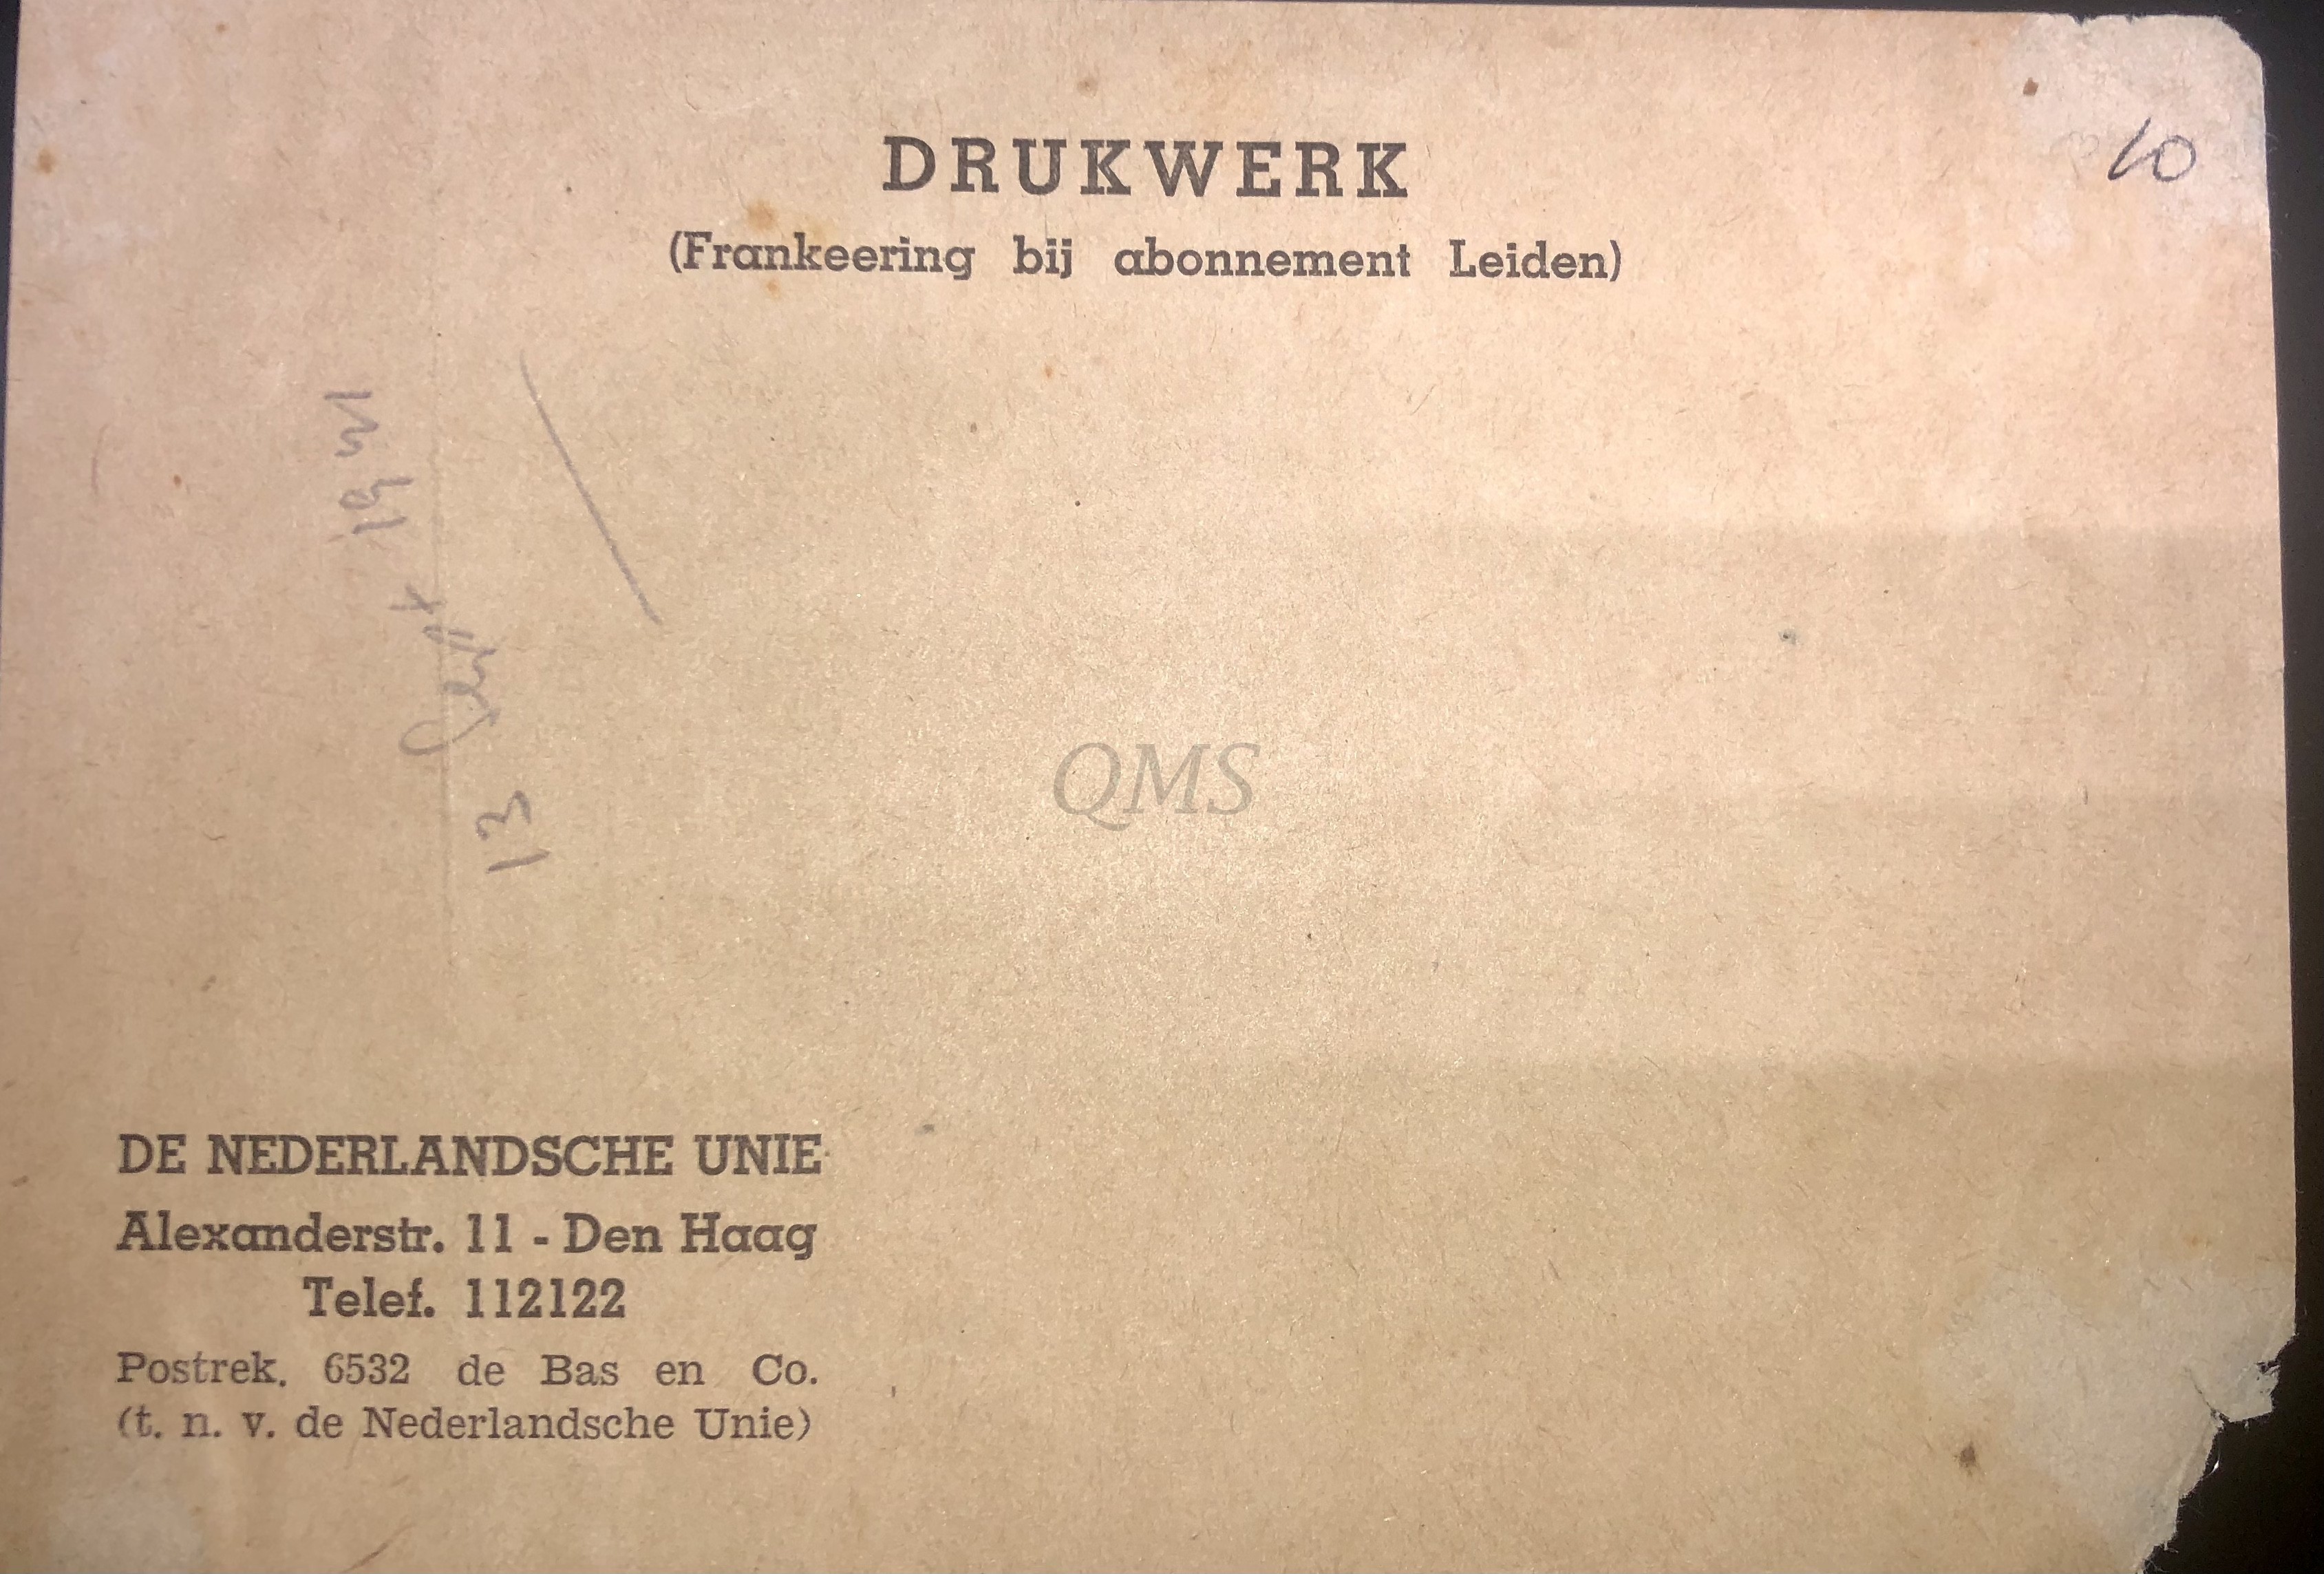 DRUKWERK
(Frankeering bij abonnement Leiden)
10
13 Sept 1941
QMS
DE NEDERLANDSCHE UNIE
Alexanderstr. 11 - Den Haag
Telef. 112122
Postrek. 6532 de Bas en Co.
(t. n. v. de Nederlandsche Unie)